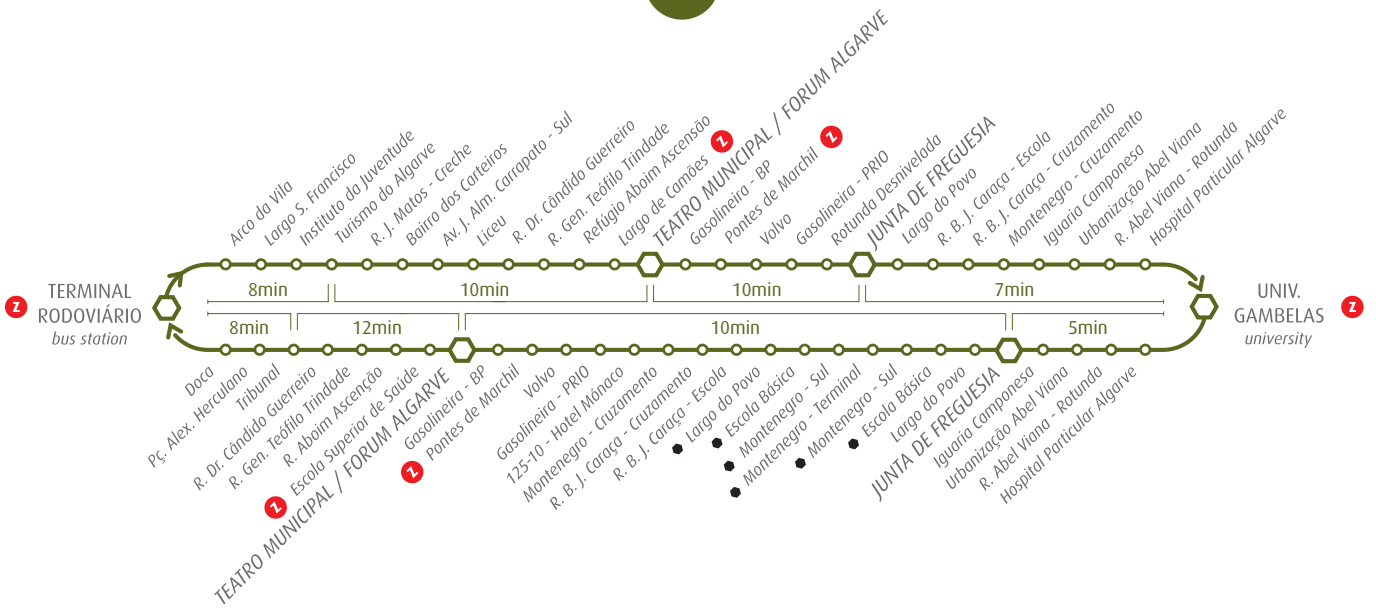 Arco da Vila
Largo S. Francisco
Instituto da Juventude
Turismo do Algarve
R. J. Matos - Creche
Bairro dos Carteiros
Av. J. Alm. Carrapato - Sul
Liceu
R. Dr. Cândido Guerreiro
R. Gen. Teófilo Trindade
Refúgio Aboim Ascensão
Largo de Camões Z
TEATRO MUNICIPAL / FORUM ALGARVE
Gasolineira - BP
Pontes de Marchil Z
Volvo
Gasolineira - PRIO
Rotunda Desnivelada
JUNTA DE FREGUESIA
Largo do Povo
R. B. J. Caraça - Escola
R. B. J. Caraça - Cruzamento
Montenegro - Cruzamento
Iguaria Camponesa
Urbanização Abel Viana
R. Abel Viana - Rotunda
Hospital Particular Algarve
8min
10min
10min
7min
Z
TERMINAL
RODOVIÁRIO
bus station
UNIV.
GAMBELAS
university
Z
8min
12min
10min
5min
Doca
Pç. Alex. Herculano
Tribunal
R. Dr. Cândido Guerreiro
R. Gen. Teófilo Trindade
R. Aboim Ascenção
Z Escola Superior de Saúde
TEATRO MUNICIPAL / FORUM ALGARVE
Gasolineira - BP
Z Pontes de Marchil
Volvo
Gasolineira - PRIO
125-10 - Hotel Mónaco
Montenegro - Cruzamento
R. B. J. Caraça - Cruzamento
R. B. J. Caraça - Escola
Largo do Povo
Escola Básica
Montenegro - Sul
Montenegro - Terminal
Montenegro - Sul
Escola Básica
Largo do Povo
JUNTA DE FREGUESIA
Iguaria Camponesa
Urbanização Abel Viana
R. Abel Viana - Rotunda
Hospital Particular Algarve